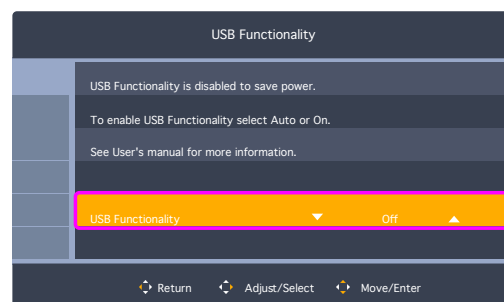 USB Functionality
USB Functionality is disabled to save power.
To enable USB Functionality select Auto or On.
See User's manual for more information.
USB Functionality Off
Return Adjust/Select Move/Enter